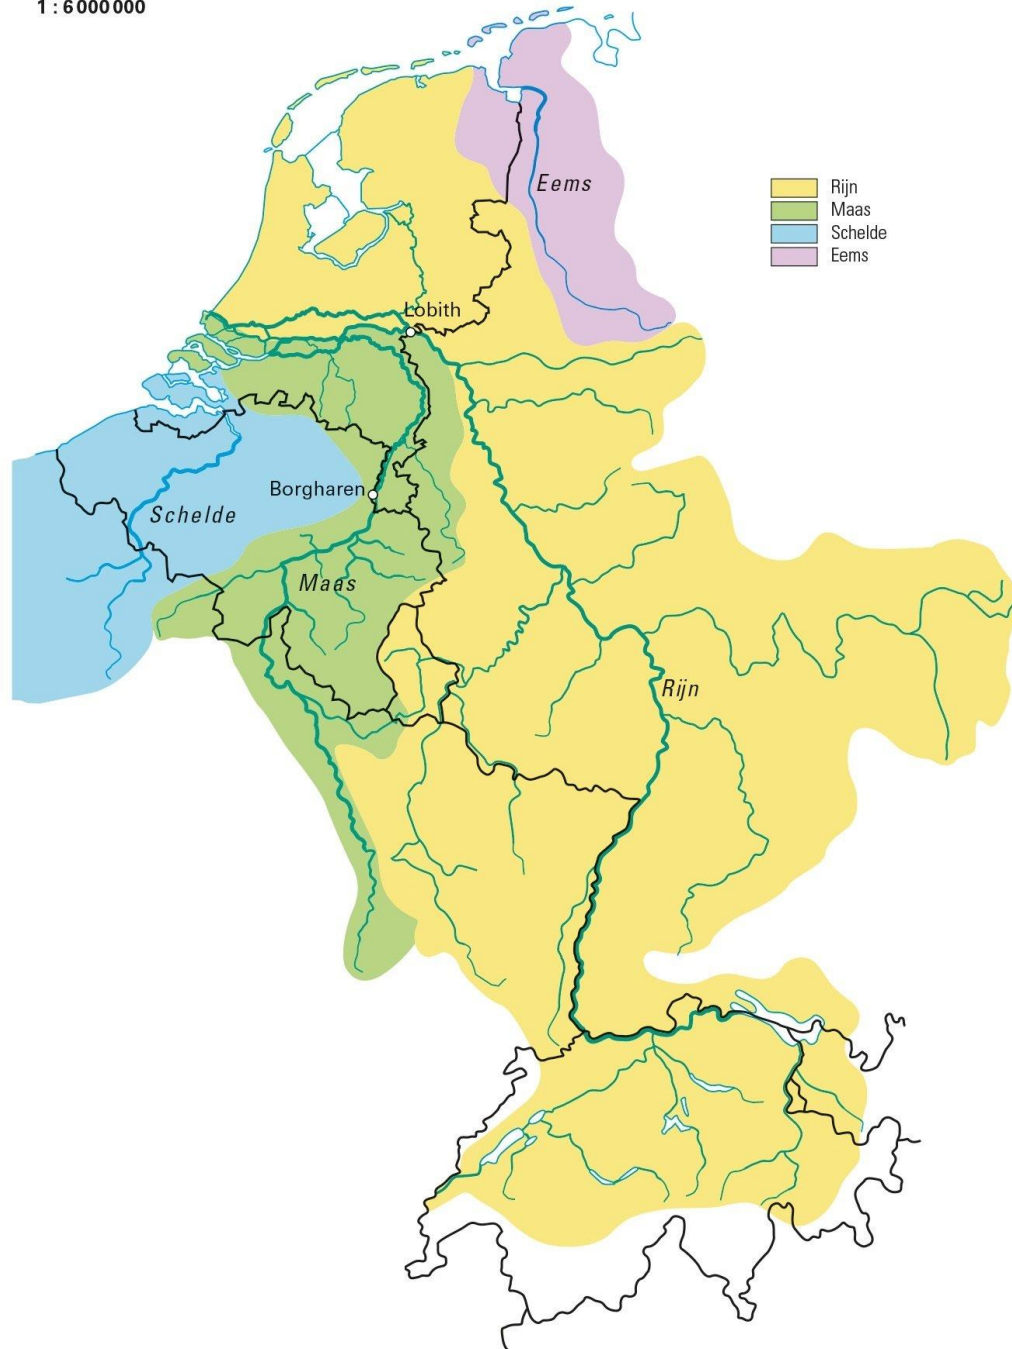 1 : 6 000 000
Eems
Rijn
Maas
Schelde
Eems
Lobith
Borgharen
Schelde
Maas
Rijn